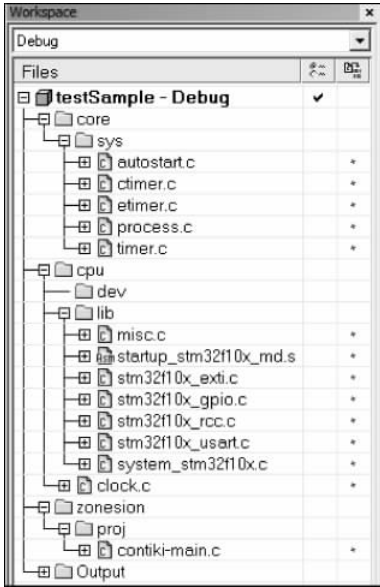 Workspace
Debug
Files
testSample - Debug
core
sys
autostart.c
ctimer.c
etimer.c
process.c
timer.c
cpu
dev
lib
misc.c
startup_stm32f10x_md.s
stm32f10x_exti.c
stm32f10x_gpio.c
stm32f10x_rcc.c
stm32f10x_usart.c
system_stm32f10x.c
clock.c
zonesion
proj
contiki-main.c
Output